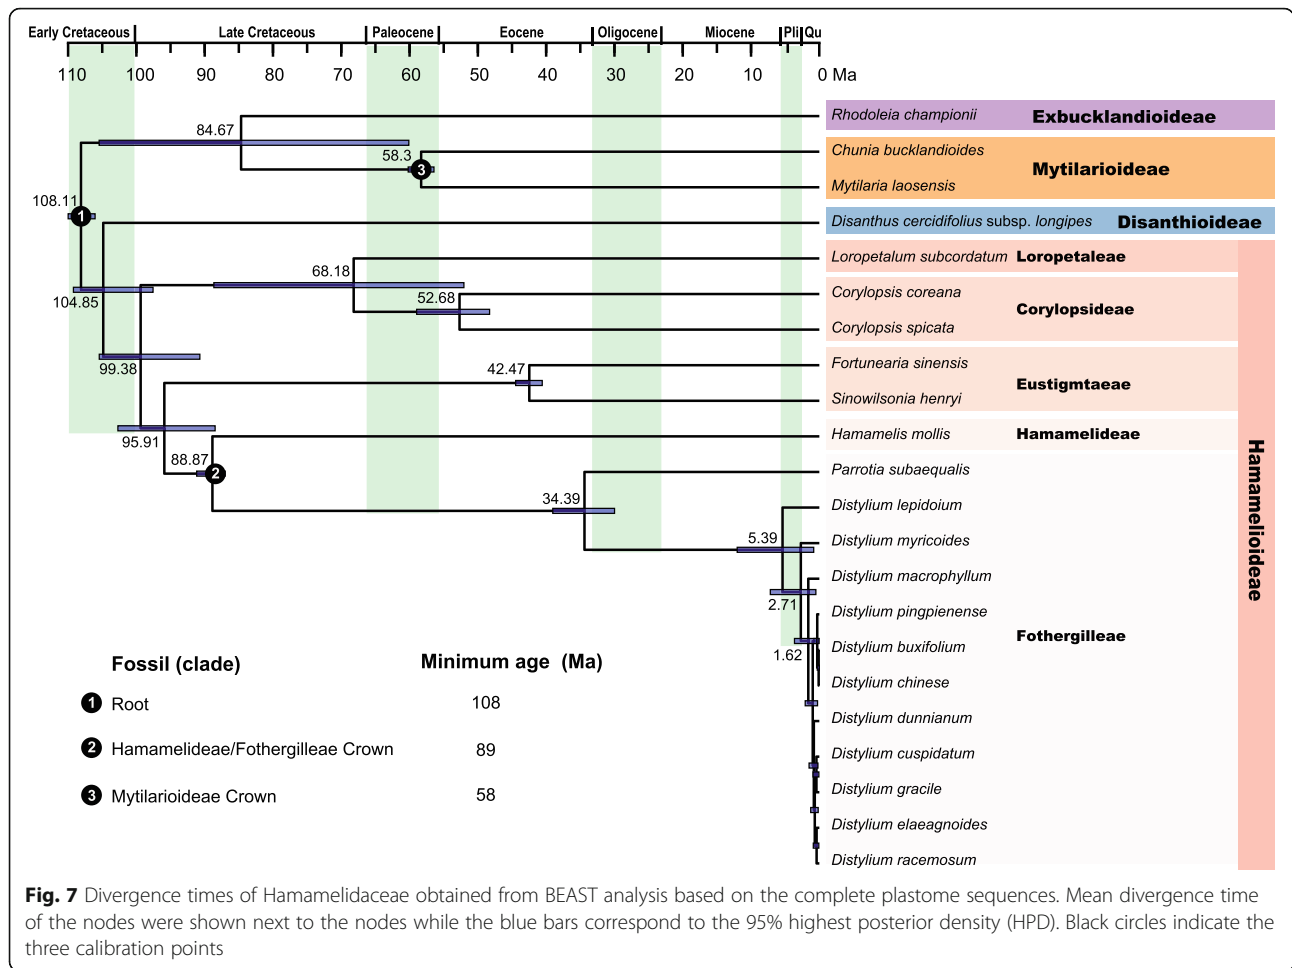 Early Cretaceous Late Cretaceous Paleocene Eocene Oligocene Miocene Pli Qu
110 100 90 80 70 60 50 40 30 20 10 0 Ma
Rhodoleia championii Exbucklandioideae
84.67
Chunia bucklandioides
58.3
3 Mytilarioideae
Mytilaria laosensis
108.11
1
Disanthus cercidifolius subsp. longipes Disanthioideae
Loropetalum subcordatum Loropetaleae
68.18
Corylopsis coreana
52.68
104.85
Corylopsideae
Corylopsis spicata
Fortunearia sinensis
99.38 42.47
Eustigmtaeae
Sinowilsonia henryi
Hamamelis mollis Hamamelideae
95.91
88.87
2
Parrotia subaequalis
34.39
Distylium lepidoium
5.39 Distylium myricoides
Distylium macrophyllum
2.71
Distylium pingpienense
Fothergilleae
Distylium buxifolium
1.62
Distylium chinese
Distylium dunnianum
Distylium cuspidatum
Distylium gracile
Distylium elaeagnoides
Distylium racemosum
Hamamelioideae
Fossil (clade) Minimum age (Ma)
1 Root 108
2 Hamamelideae/Fothergilleae Crown 89
3 Mytilarioideae Crown 58
Fig. 7 Divergence times of Hamamelidaceae obtained from BEAST analysis based on the complete plastome sequences. Mean divergence time
of the nodes were shown next to the nodes while the blue bars correspond to the 95% highest posterior density (HPD). Black circles indicate the
three calibration points